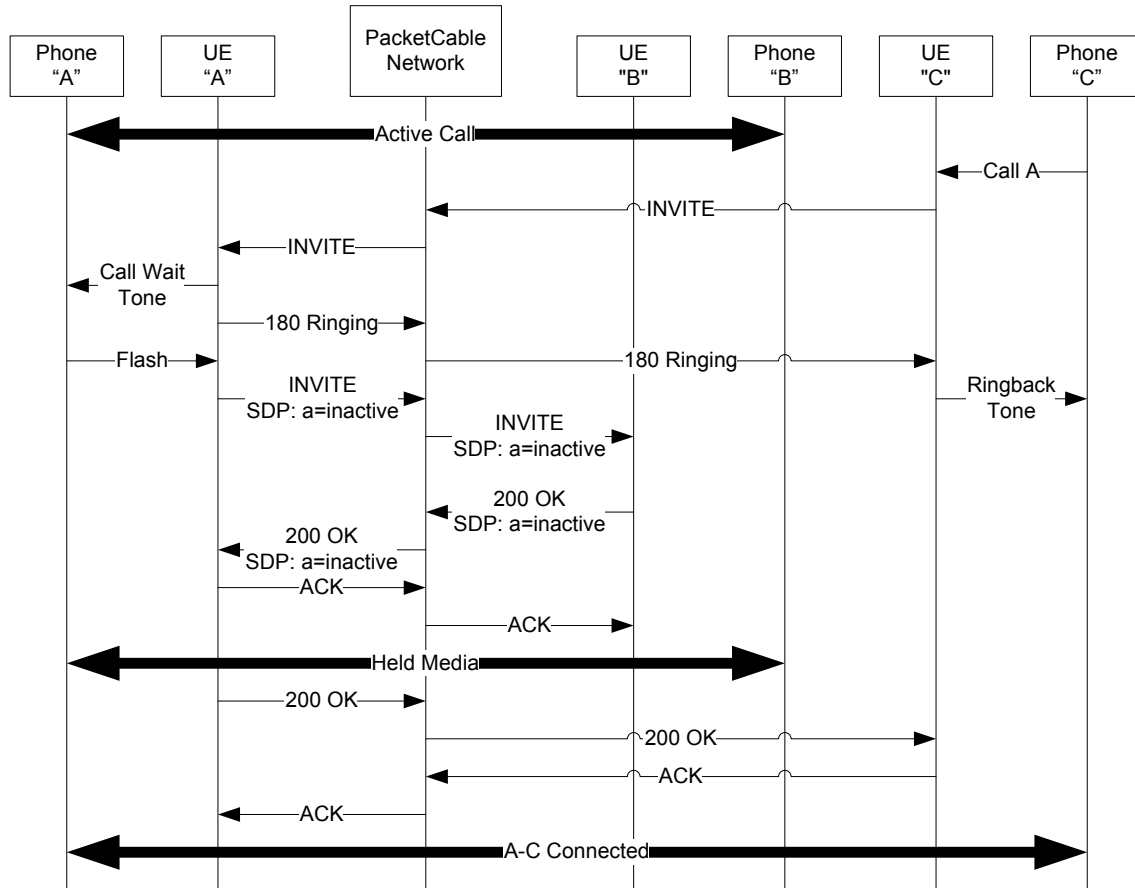 Phone
“A”
UE
“A”
PacketCable
Network
UE
"B"
Phone
“B”
UE
"C"
Phone
“C”
Active Call
Call A
INVITE
INVITE
Call Wait
Tone
180 Ringing
Flash
180 Ringing
INVITE
SDP: a=inactive
Ringback
Tone
INVITE
SDP: a=inactive
200 OK
SDP: a=inactive
200 OK
SDP: a=inactive
ACK
ACK
Held Media
200 OK
200 OK
ACK
ACK
A-C Connected